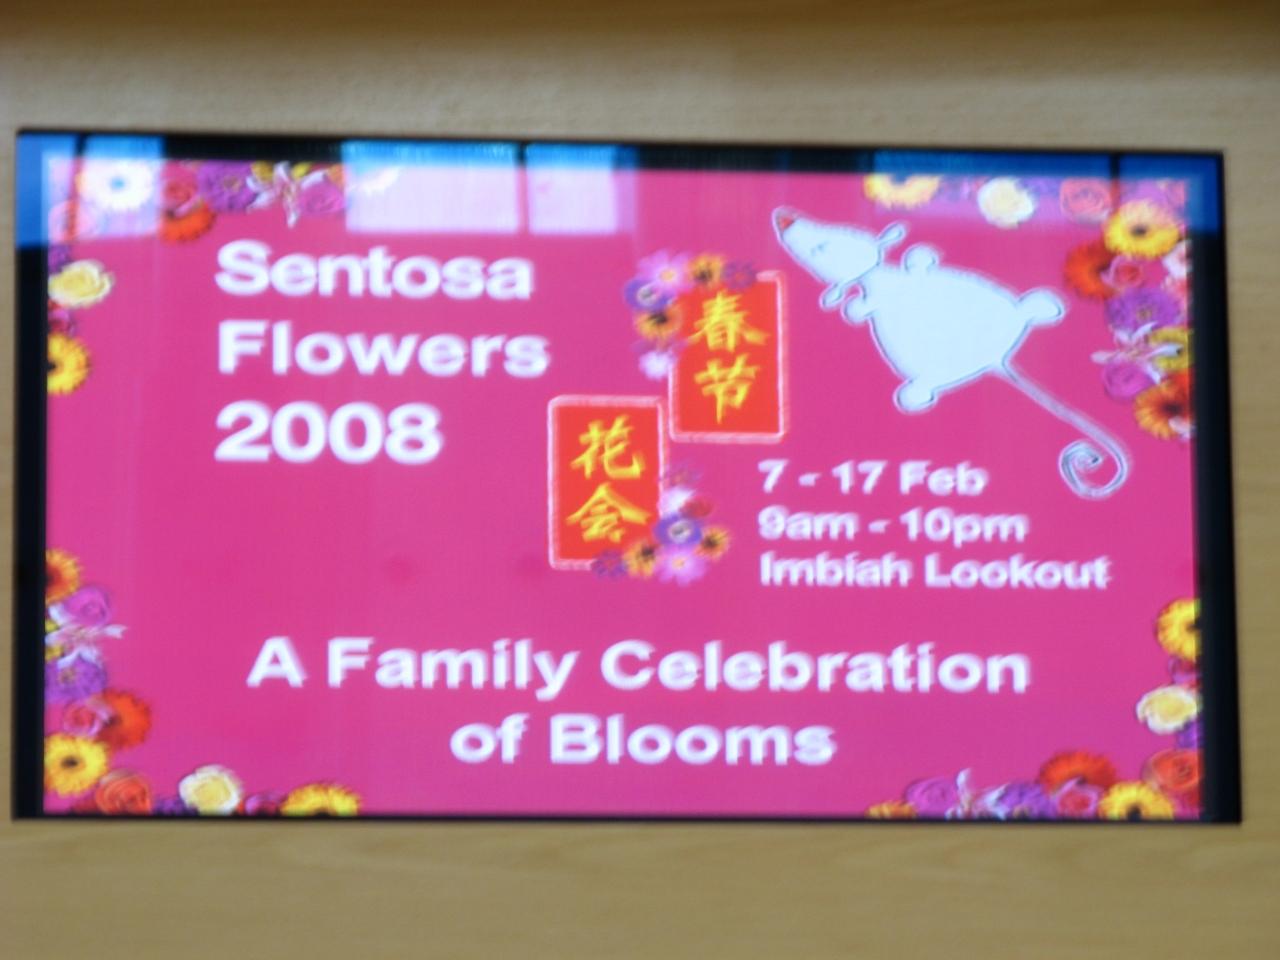 Sentosa
Flowers
2008
春节
花会
7 - 17 Feb
9am - 10pm
Imbiah Lookout
A Family Celebration
of Blooms